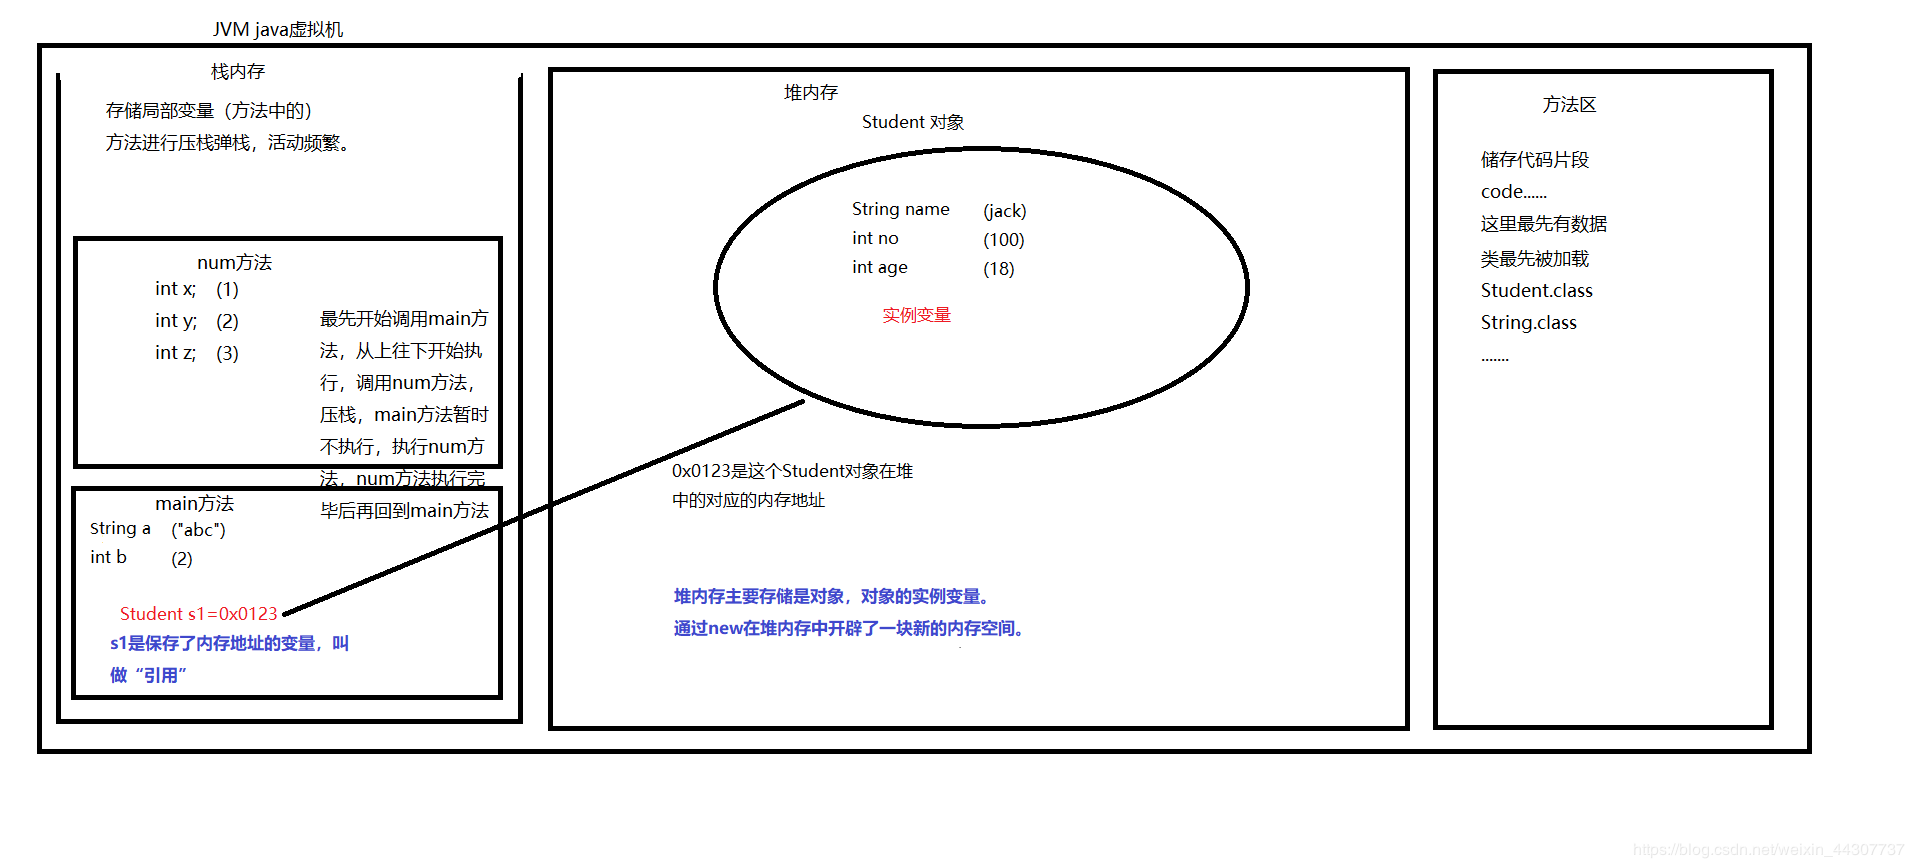 JVM java虚拟机
栈内存
存储局部变量（方法中的）
方法进行压栈弹栈，活动频繁。
num方法
int x; (1)
int y; (2)
int z; (3)
最先开始调用main方
法，从上往下开始执
行，调用num方法，
压栈，main方法暂时
不执行，执行num方
法，num方法执行完
毕后再回到main方法
main方法
String a ("abc")
int b (2)
Student s1=0x0123
s1是保存了内存地址的变量，叫
做“引用”
堆内存
Student 对象
String name (jack)
int no (100)
int age (18)
实例变量
0x0123是这个Student对象在堆
中的对应的内存地址
堆内存主要存储是对象，对象的实例变量。
通过new在堆内存中开辟了一块新的内存空间。
方法区
储存代码片段
code......
这里最先有数据
类最先被加载
Student.class
String.class
.......
https://blog.csdn.net/weixin_44307737